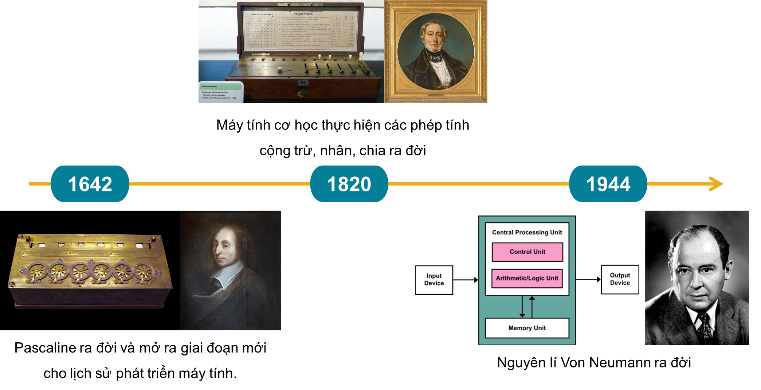 Máy tính cơ học thực hiện các phép tính
cộng trừ, nhân, chia ra đời
1642
1820
1944
Pascaline ra đời và mở ra giai đoạn mới
cho lịch sử phát triển máy tính.
Central Processing Unit
Control Unit
Arithmetic/Logic Unit
Input
Device
Output
Device
Memory Unit
Nguyên lí Von Neumann ra đời